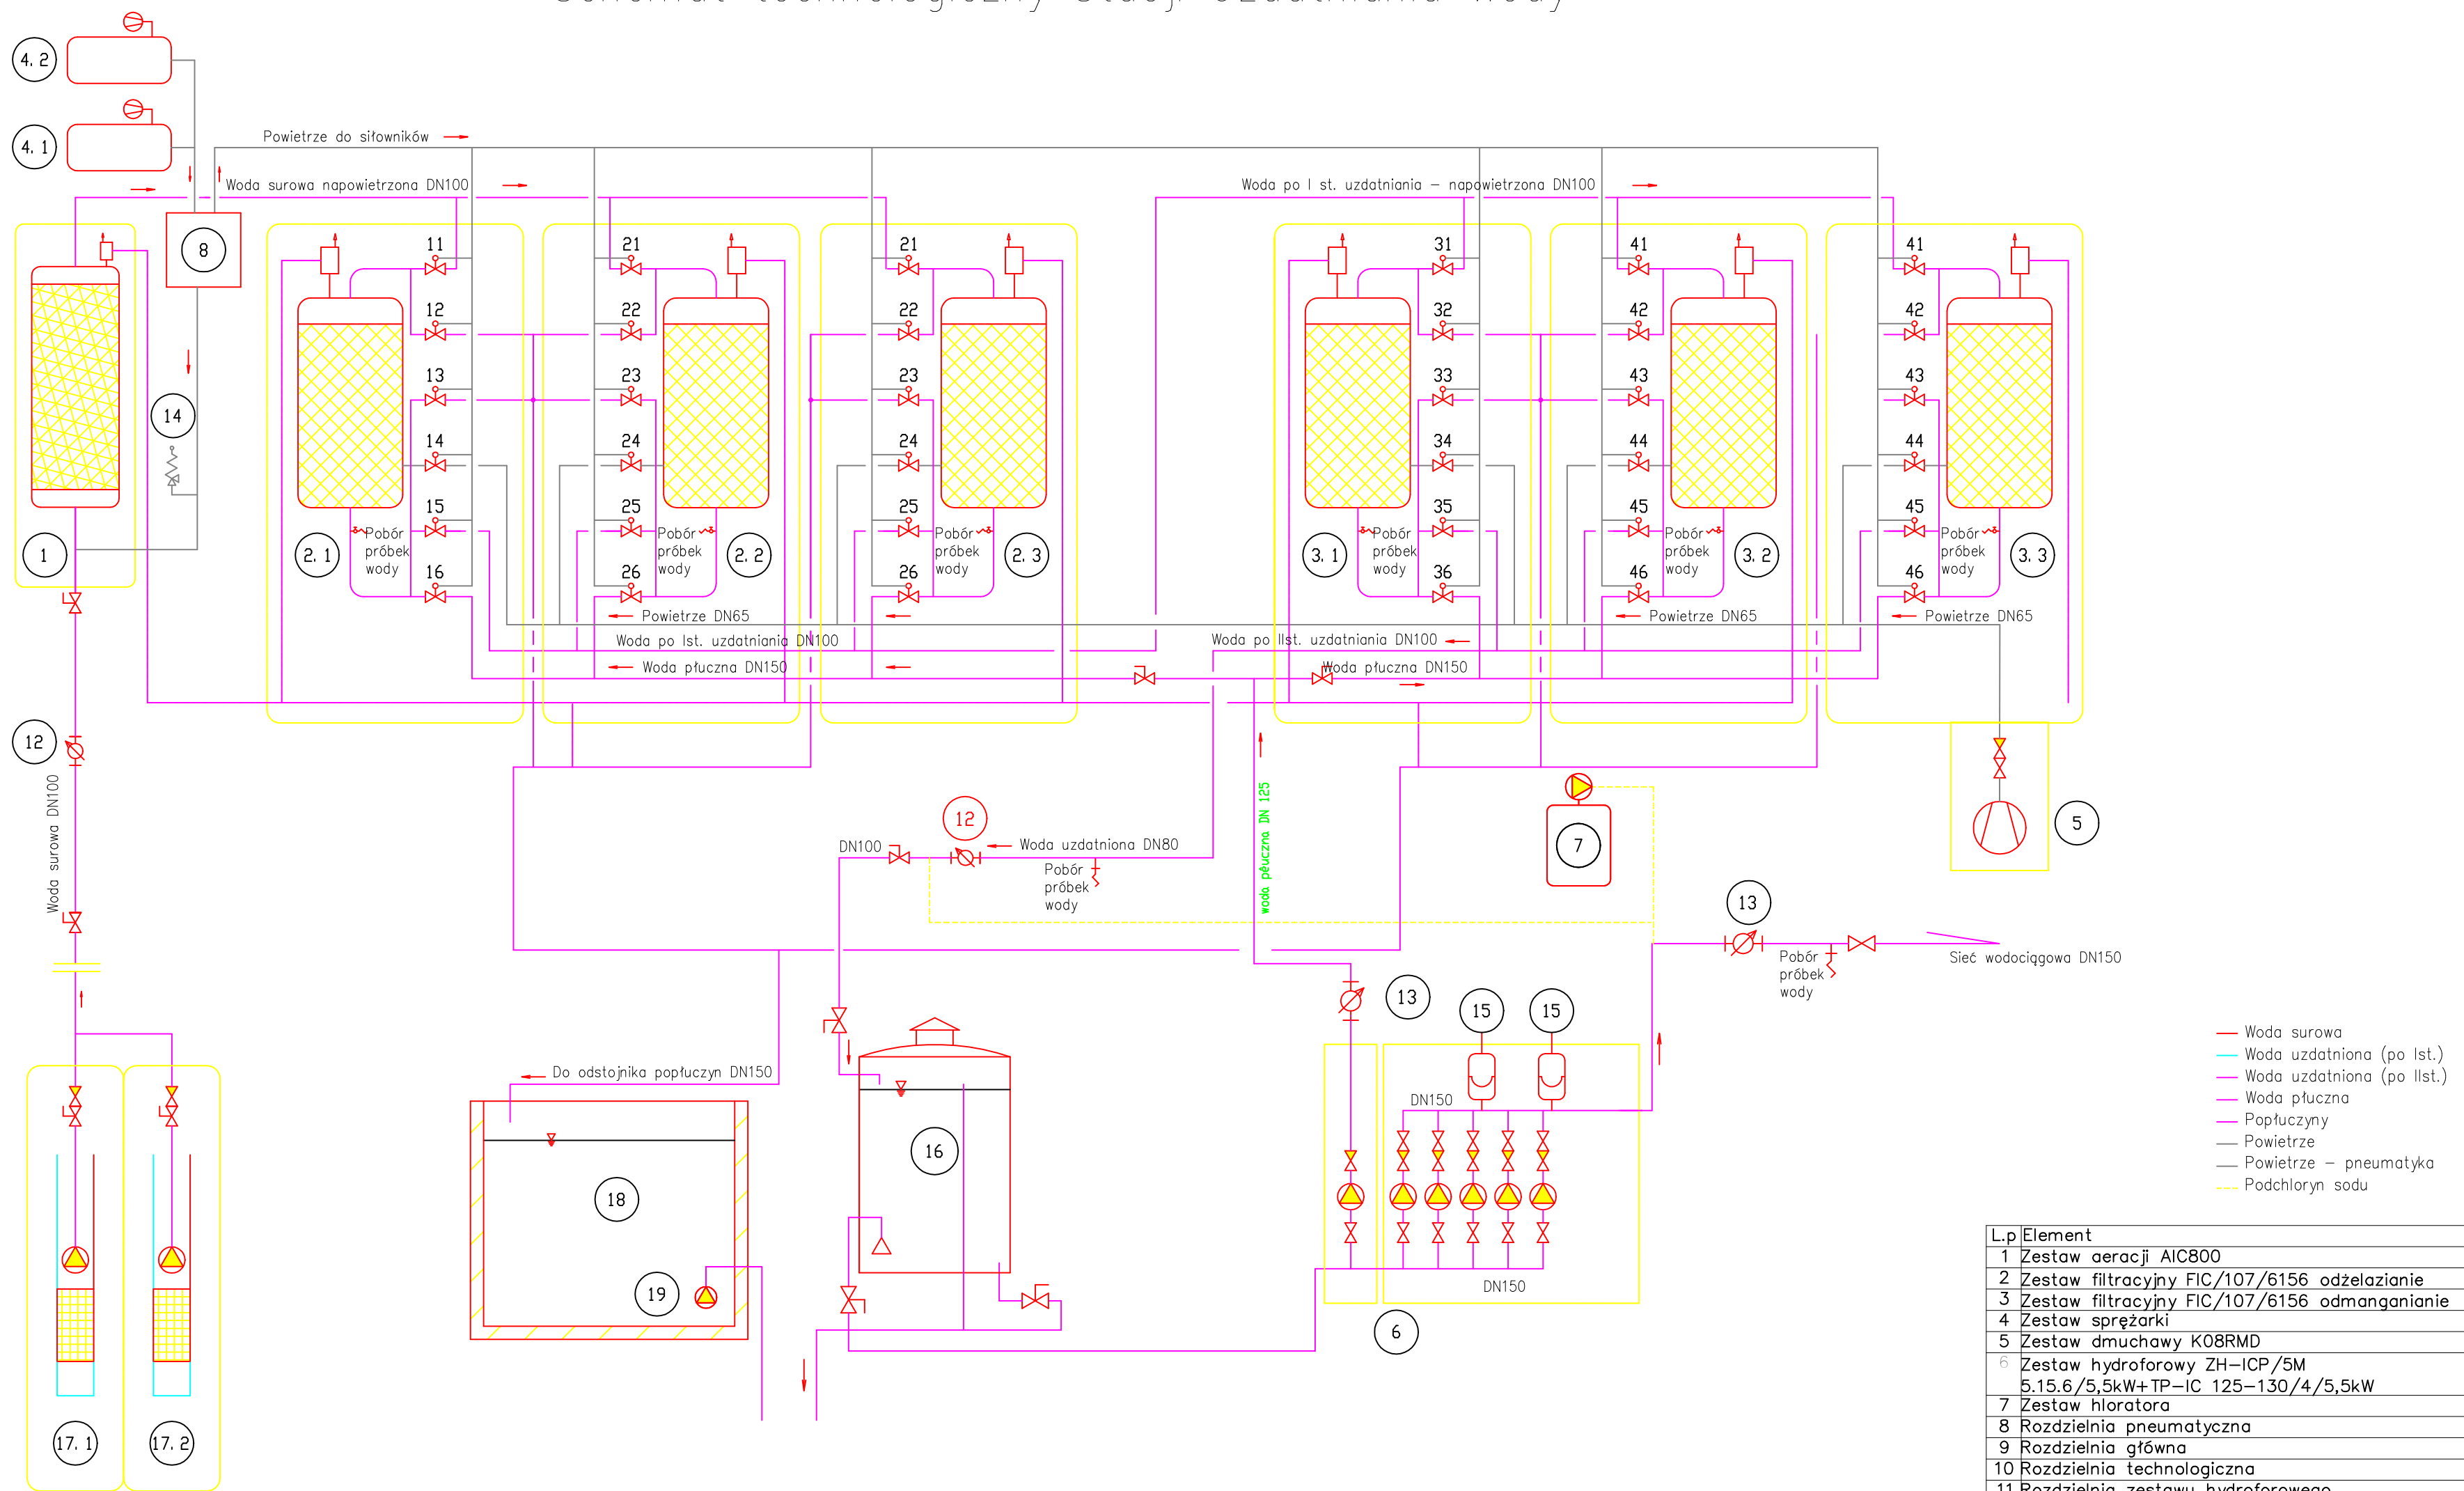 Schemat technologiczny Stacji Uzdatniania Wody
4. 2
4. 1
Powietrze do siłowników
Woda surowa napowietrzona DN100
Woda po I st. uzdatniania – napowietrzona DN100
8
14
1
11
12
13
14
15
16
Pobór
próbek
wody
2. 1
21
22
23
24
25
26
Pobór
próbek
wody
2. 2
21
22
23
24
25
26
Pobór
próbek
wody
2. 3
31
32
33
34
35
36
Pobór
próbek
wody
3. 1
41
42
43
44
45
46
Pobór
próbek
wody
3. 2
41
42
43
44
45
46
Pobór
próbek
wody
3. 3
Powietrze DN65
Powietrze DN65
Powietrze DN65
Woda po Ist. uzdatniania DN100
Woda po IIst. uzdatniania DN100
Woda płuczna DN150
Woda płuczna DN150
12
Woda surowa DN100
12
DN100
Woda uzdatniona DN80
Pobór
próbek
wody
woda pêuczna DN 125
7
5
13
Pobór
próbek
wody
Sieć wodociągowa DN150
13
15
15
Do odstojnika popłuczyn DN150
DN150
16
18
19
DN150
6
17. 1
17. 2
Woda surowa
Woda uzdatniona (po Ist.)
Woda uzdatniona (po IIst.)
Woda płuczna
Popłuczyny
Powietrze
Powietrze – pneumatyka
Podchloryn sodu
L.p Element
1 Zestaw aeracji AIC800
2 Zestaw filtracyjny FIC/107/6156 odżelazianie
3 Zestaw filtracyjny FIC/107/6156 odmanganianie
4 Zestaw sprężarki
5 Zestaw dmuchawy K08RMD
6 Zestaw hydroforowy ZH–ICP/5M
5.15.6/5,5kW+TP–IC 125–130/4/5,5kW
7 Zestaw hloratora
8 Rozdzielnia pneumatyczna
9 Rozdzielnia główna
10 Rozdzielnia technologiczna
11 Rozdzielnia zestawu hydroforowego